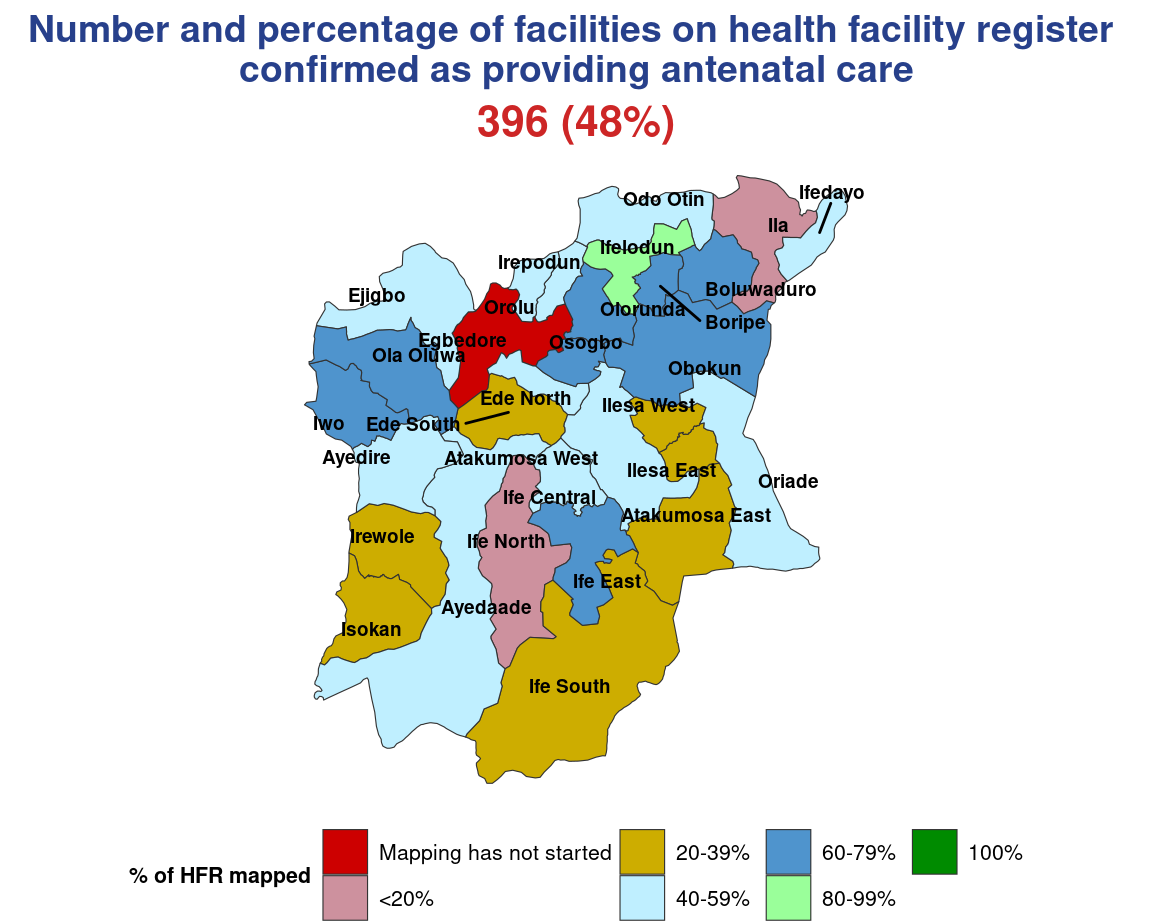 Number and percentage of facilities on health facility register
confirmed as providing antenatal care
396 (48%)
Ifedayo
Odo Otin
Ila
Ifelodun
Irepodun
Boluwaduro
Ejigbo
Orolu
Olorunda
Boripe
Egbedore
Osogbo
Ola Oluwa
Obokun
Ede North
Ilesa West
Iwo
Ede South
Ayedire
Atakumosa West
Ilesa East
Oriade
Ife Central
Atakumosa East
Irewole
Ife North
Ife East
Ayedaade
Isokan
Ife South
% of HFR mapped
Mapping has not started
<20%
20-39%
40-59%
60-79%
80-99%
100%